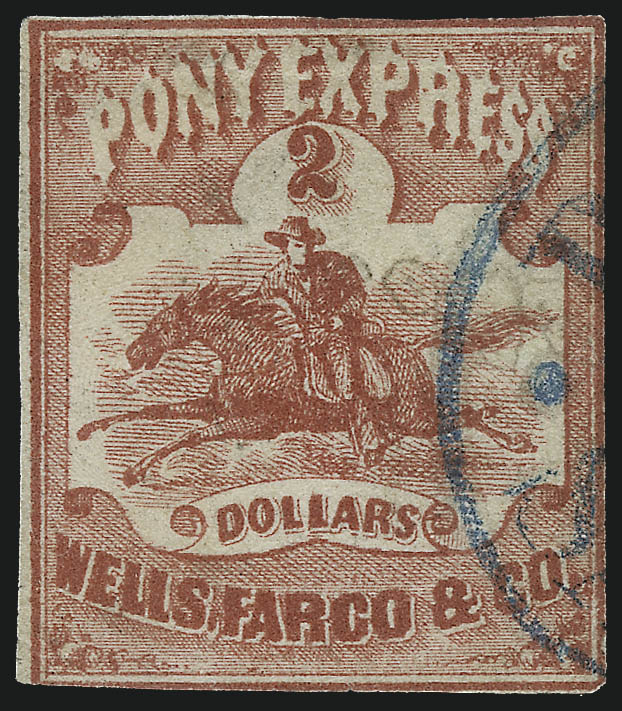 PONY EXPRESS
2
DOLLARS
WELLS, FARGO & CO.